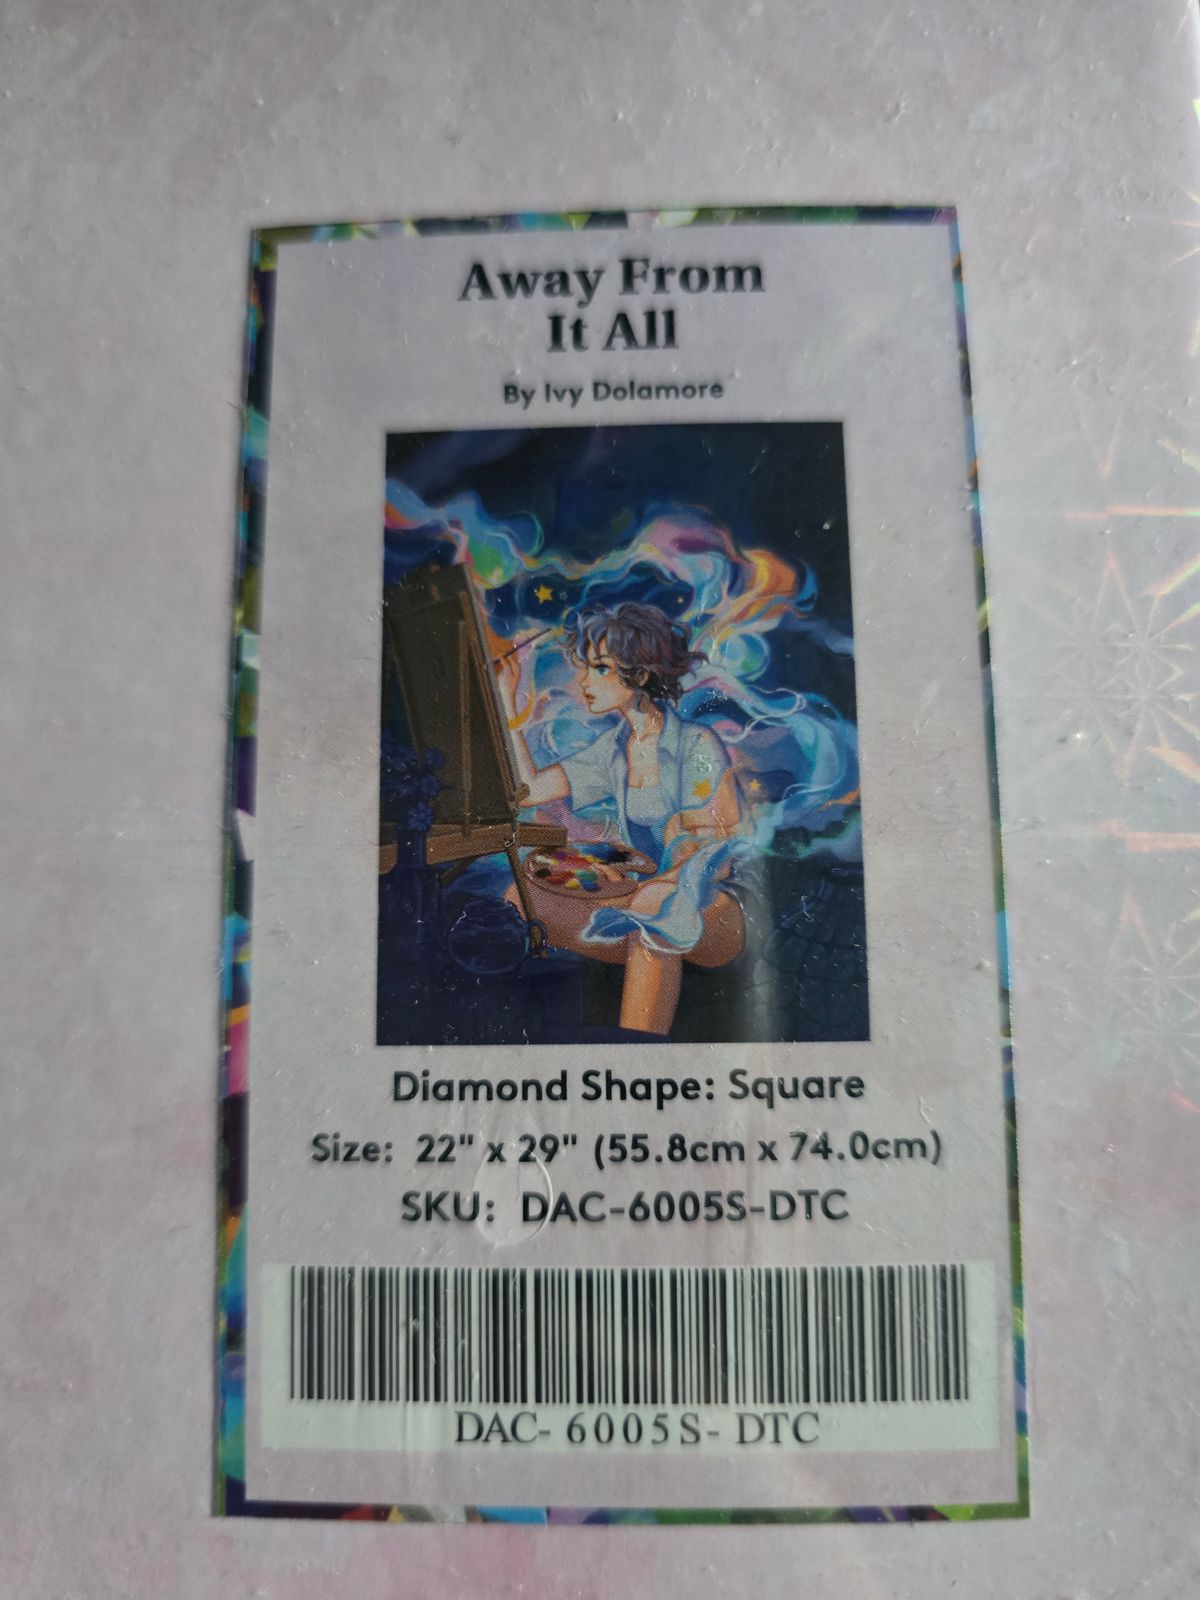 Away From
It All
By Ivy Dolamore
Diamond Shape: Square
Size: 22" x 29" (55.8cm x 74.0cm)
SKU: DAC-6005S-DTC
DAC- 6005S- DTC